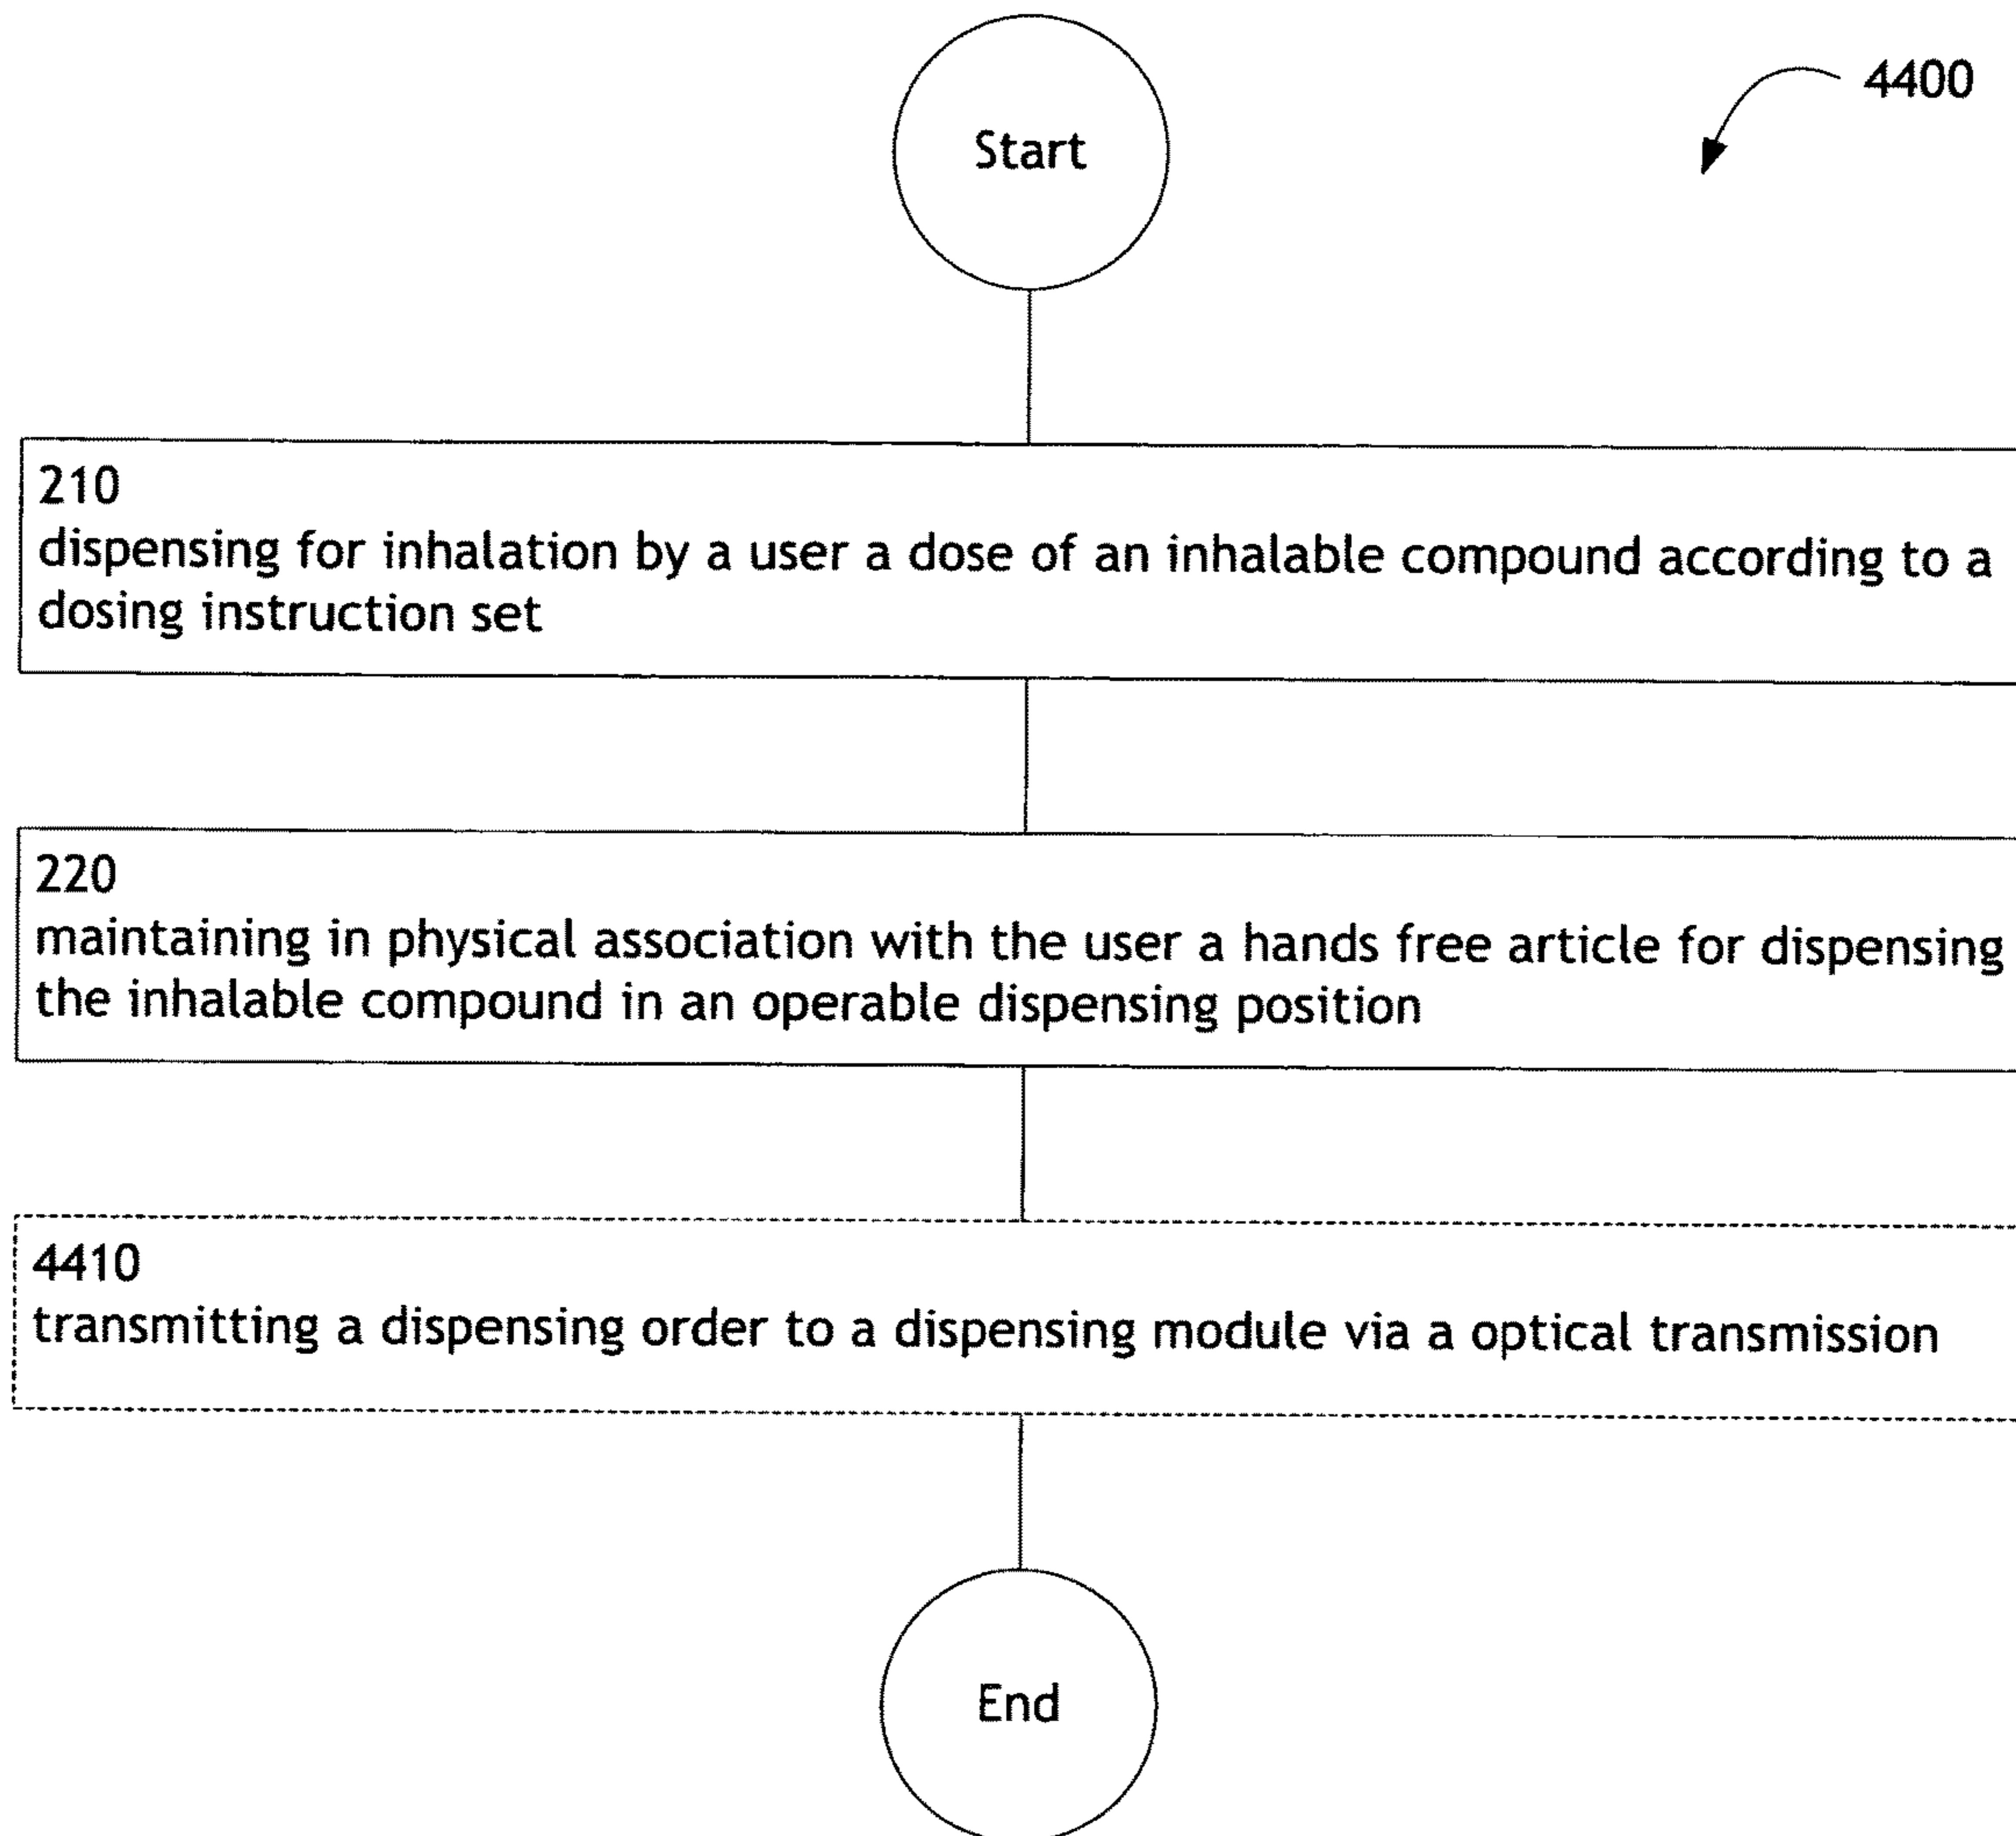 Start
4400
210
dispensing for inhalation by a user a dose of an inhalable compound according to a
dosing instruction set
220
maintaining in physical association with the user a hands free article for dispensing
the inhalable compound in an operable dispensing position
4410
transmitting a dispensing order to a dispensing module via a optical transmission
End